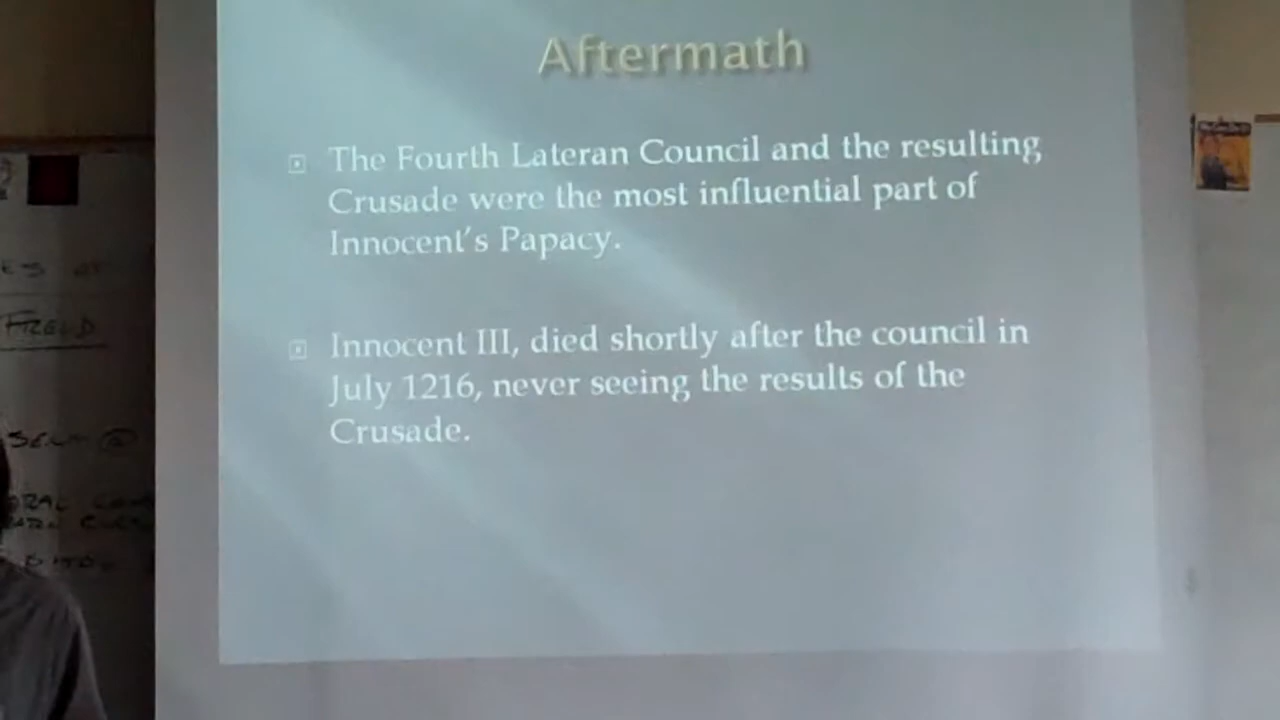 Aftermath
The Fourth Lateran Council and the resulting
Crusade were the most influential part of
Innocent's Papacy.
Innocent III, died shortly after the council in
July 1216, never seeing the results of the
Crusade.